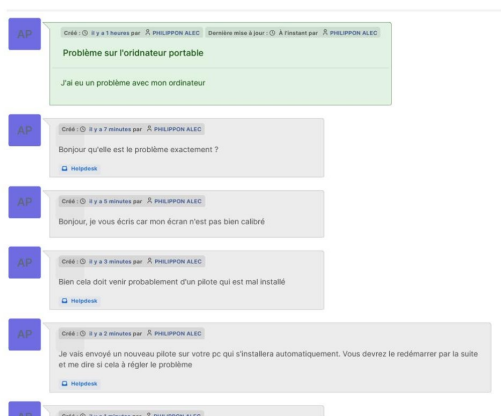 AP
Créé : il y a 1 heures par PHILIPPON ALEC Dernière mise à jour : À l'instant par PHILIPPON ALEC
Problème sur l'oridnateur portable
J'ai eu un problème avec mon ordinateur
AP
Créé : il y a 7 minutes par PHILIPPON ALEC
Bonjour qu'elle est le problème exactement ?
Helpdesk
AP
Créé : il y a 5 minutes par PHILIPPON ALEC
Bonjour, je vous écris car mon écran n'est pas bien calibré
AP
Créé : il y a 3 minutes par PHILIPPON ALEC
Bien cela doit venir probablement d'un pilote qui est mal installé
Helpdesk
AP
Créé : il y a 2 minutes par PHILIPPON ALEC
Je vais envoyé un nouveau pilote sur votre pc qui s'installera automatiquement. Vous devrez le redémarrer par la suite
et me dire si cela à régler le problème
Helpdesk
AP